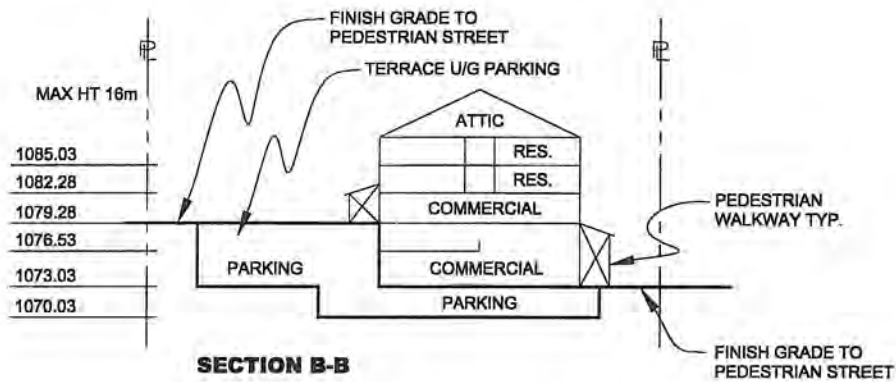 FINISH GRADE TO
PEDESTRIAN STREET
PL
PL
TERRACE U/G PARKING
MAX HT 16m
ATTIC
1085.03
RES.
1082.28
RES.
1079.28
COMMERCIAL
PEDESTRIAN
WALKWAY TYP.
1076.53
PARKING
COMMERCIAL
1073.03
PARKING
1070.03
FINISH GRADE TO
PEDESTRIAN STREET
SECTION B-B